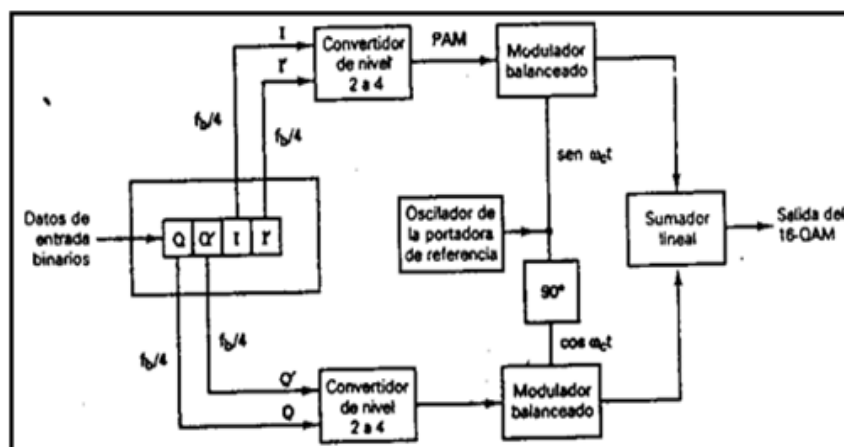 I
I'
Convertidor
de nivel
2 a 4
PAM
Modulador
balanceado
f_b/4
f_b/4
sen ω_c t
Datos de
entrada
binarios
Q Q' I I'
Oscilador de
la portadora
de referencia
Sumador
lineal
Salida del
16-QAM
90°
f_b/4
f_b/4
cos ω_c t
Q'
Q
Convertidor
de nivel
2 a 4
Modulador
balanceado